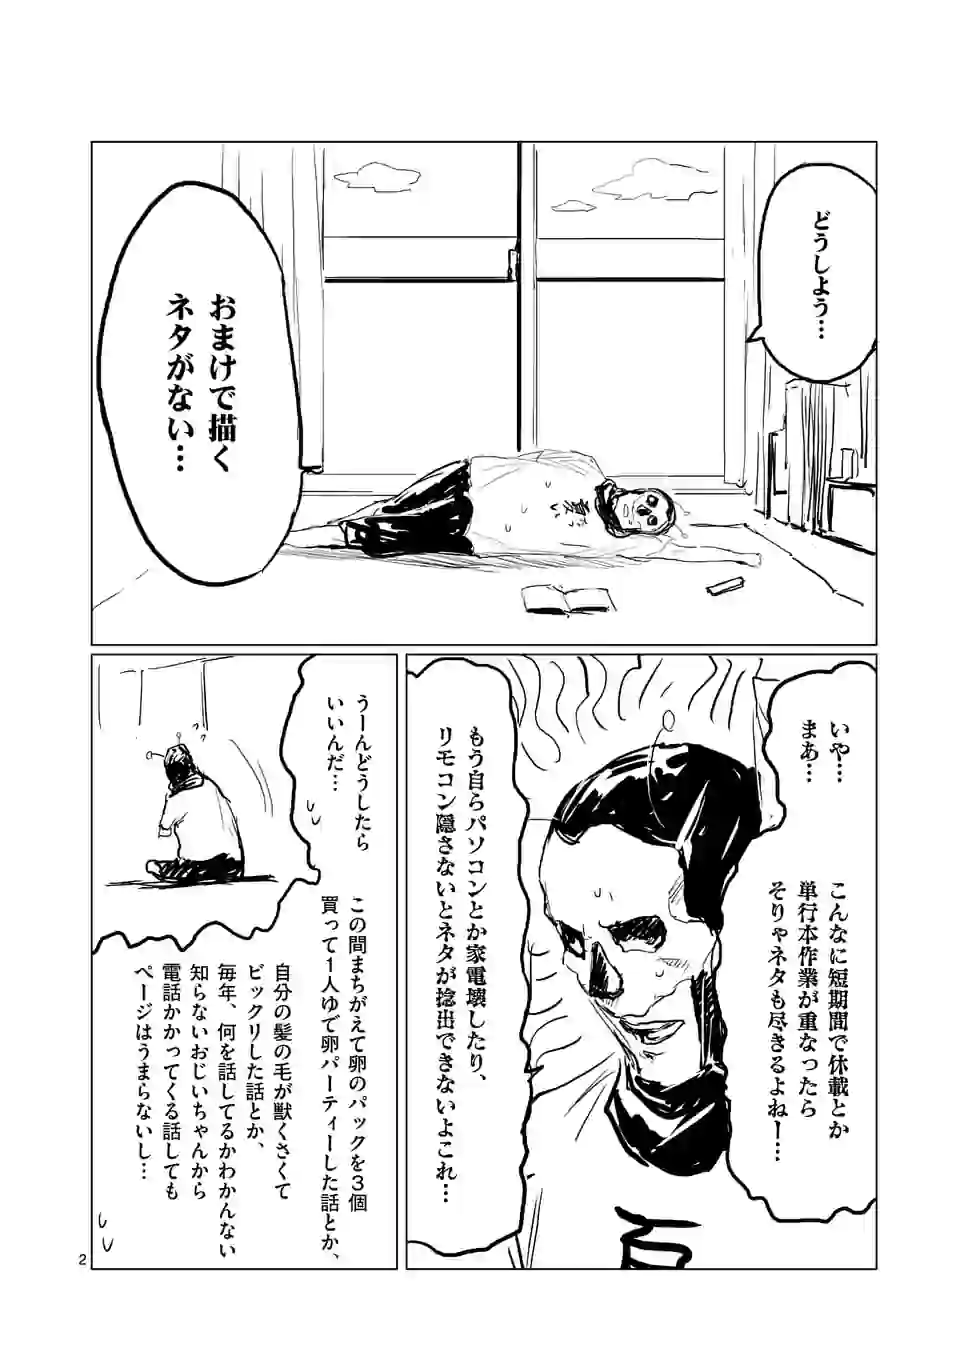 どうしよう…
おまけで描く
ネタがない…
いや…
まあ…
こんなに短期間で休載とか
単行本作業が重なったら
そりゃネタも尽きるよねー…
もう自らパソコンとか家電壊したり、
リモコン隠さないとネタが捻出できないよこれ…
うーんどうしたら
いいんだ…
この間まちがえて卵のパックを3個
買って1人ゆで卵パーティーした話とか、
自分の髪の毛が獣くさくて
ビックリした話とか、
毎年、何を話してるかわかんない
知らないおじいちゃんから
電話かかってくる話しても
ページはうまらないし…
2